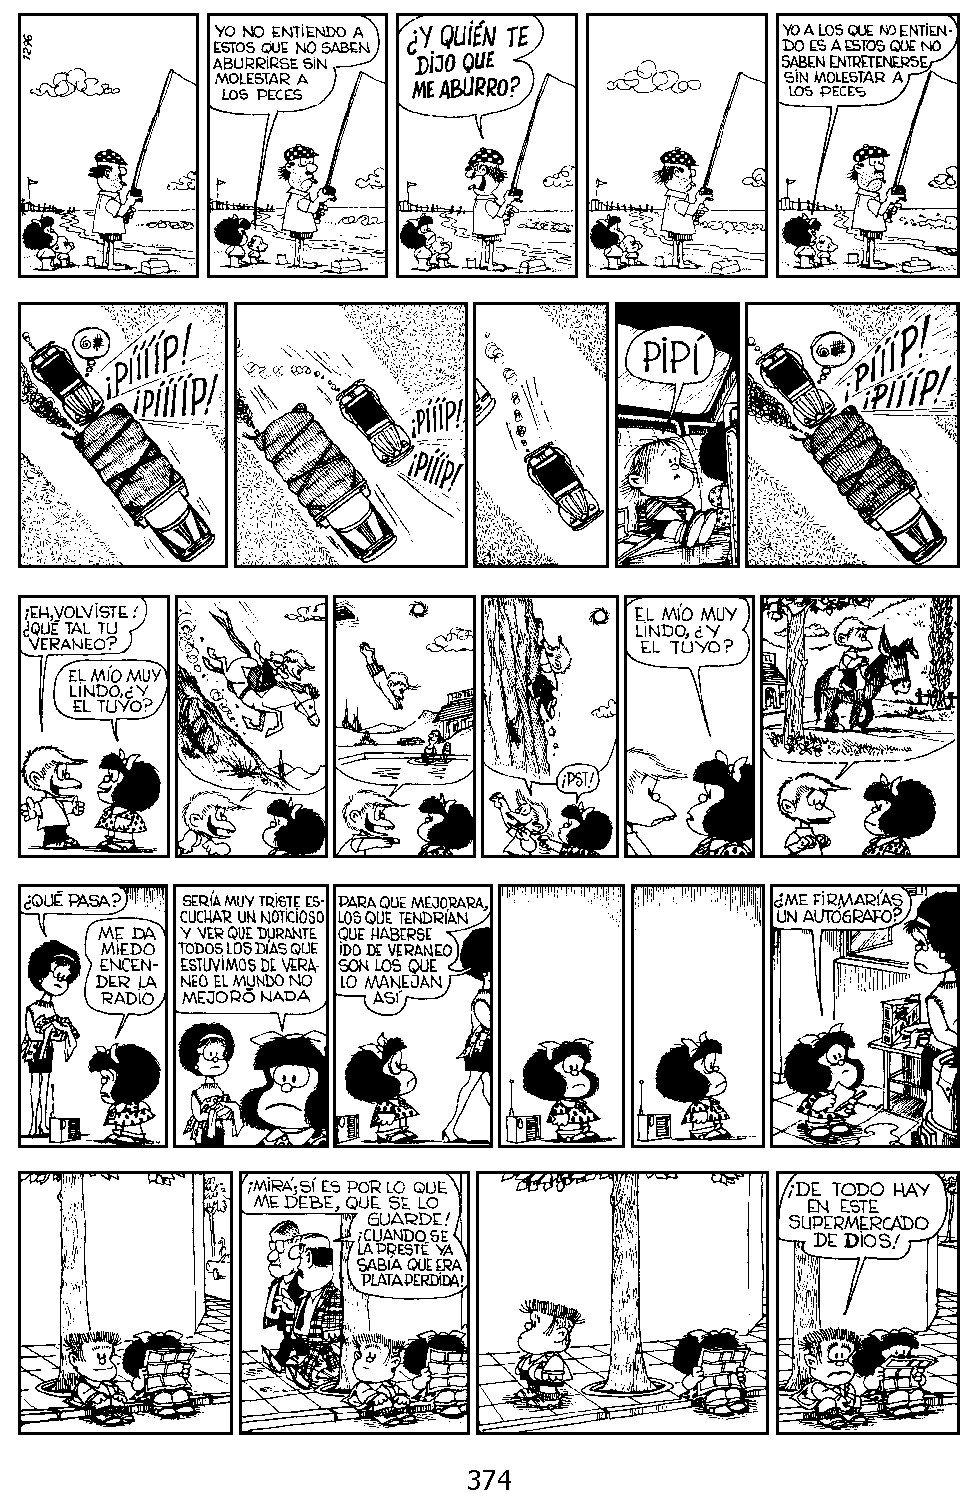 1296
YO NO ENTIENDO A
ESTOS QUE NO SABEN
ABURRIRSE SIN
MOLESTAR A
LOS PECES
¿Y QUIÉN TE
DIJO QUE
ME ABURRO?
YO A LOS QUE NO ENTIEN-
DO ES A ESTOS QUE NO
SABEN ENTRETENERSE
SIN MOLESTAR A
LOS PECES
¡PÍÍÍÍP!
¡PÍÍÍÍP!
¡PÍÍÍP!
¡PÍÍÍP!
PIPÍ
¡PÍÍÍP!
¡PÍÍÍÍP!
¡EH, VOLVISTE!
¿QUÉ TAL TU
VERANEO?
EL MÍO MUY
LINDO, ¿Y
EL TUYO?
HOTEL
¡PST!
EL MÍO MUY
LINDO, ¿Y
EL TUYO?
¿QUÉ PASA?
ME DA
MIEDO
ENCEN-
DER LA
RADIO
SERÍA MUY TRISTE ES-
CUCHAR UN NOTICIOSO
Y VER QUE DURANTE
TODOS LOS DÍAS QUE
ESTUVIMOS DE VERA-
NEO EL MUNDO NO
MEJORÓ NADA
PARA QUE MEJORARA,
LOS QUE TENDRÍAN
QUE HABERSE
IDO DE VERANEO
SON LOS QUE
LO MANEJAN
ASÍ
¿ME FIRMARÍAS
UN AUTÓGRAFO?
¡MIRA, SÍ ES POR LO QUE
ME DEBE, QUE SE LO
GUARDE!
¡CUANDO SE
LA PRESTÉ YA
SABÍA QUE ERA
PLATA PERDIDA!
¡DE TODO HAY
EN ESTE
SUPERMERCADO
DE DIOS!
374